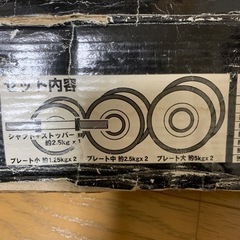 セット内容
シャフト+ストッパー
約2.5kg x 1
プレート小 約1.25kg x 2
プレート中 約2.5kg x 2
プレート大 約5kg x 2